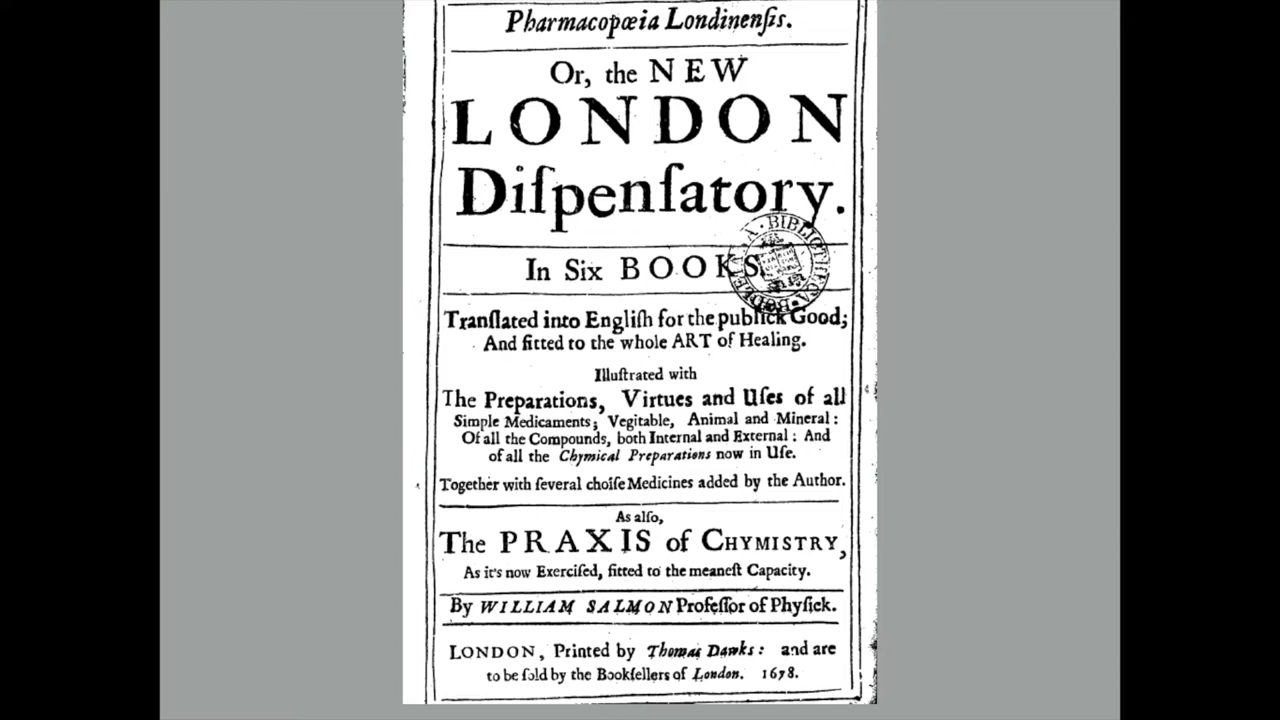 Pharmacopœia Londinenſis.
Or, the NEW
LONDON
Diſpenſatory.
In Six BOOKS.
BIBLIOTHECA · BODLEIANA ·
Tranſlated into Engliſh for the publick Good;
And fitted to the whole ART of Healing.
Illuſtrated with
The Preparations, Virtues and Uſes of all
Simple Medicaments; Vegitable, Animal and Mineral:
Of all the Compounds, both Internal and External: And
of all the Chymical Preparations now in Uſe.
Together with ſeveral choiſe Medicines added by the Author.
As alſo,
The PRAXIS of CHYMISTRY,
As it's now Exerciſed, fitted to the meaneſt Capacity.
By WILLIAM SALMON Profeſſor of Phyſick.
LONDON, Printed by Thomas Dawks: and are
to be ſold by the Bookſellers of London. 1678.